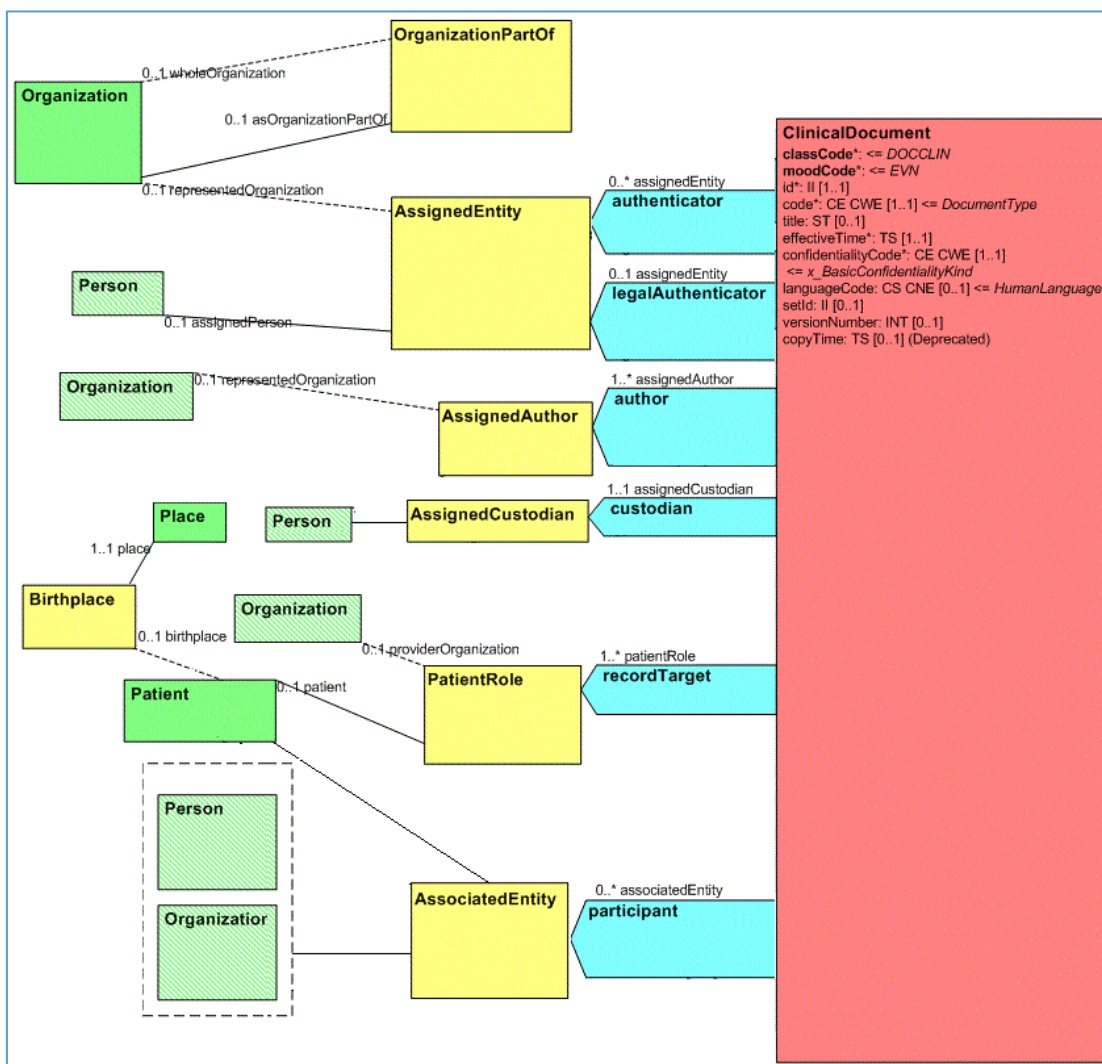 OrganizationPartOf
0..1 wholeOrganization
Organization
0..1 asOrganizationPartOf
0..1 representedOrganization
AssignedEntity
Person
0..1 assignedPerson
Organization
0..1 representedOrganization
AssignedAuthor
Place
1..1 place
Person
AssignedCustodian
Birthplace
0..1 birthplace
Organization
0..1 providerOrganization
Patient
0..1 patient
PatientRole
Person
Organizatior
AssociatedEntity
0..* assignedEntity
authenticator
0..1 assignedEntity
legalAuthenticator
1..* assignedAuthor
author
1..1 assignedCustodian
custodian
1..* patientRole
recordTarget
0..* associatedEntity
participant
ClinicalDocument
classCode*: <= DOCCLIN
moodCode*: <= EVN
id*: II [1..1]
code*: CE CWE [1..1] <= DocumentType
title: ST [0..1]
effectiveTime*: TS [1..1]
confidentialityCode*: CE CWE [1..1]
<= x_BasicConfidentialityKind
languageCode: CS CNE [0..1] <= HumanLanguage
setId: II [0..1]
versionNumber: INT [0..1]
copyTime: TS [0..1] (Deprecated)